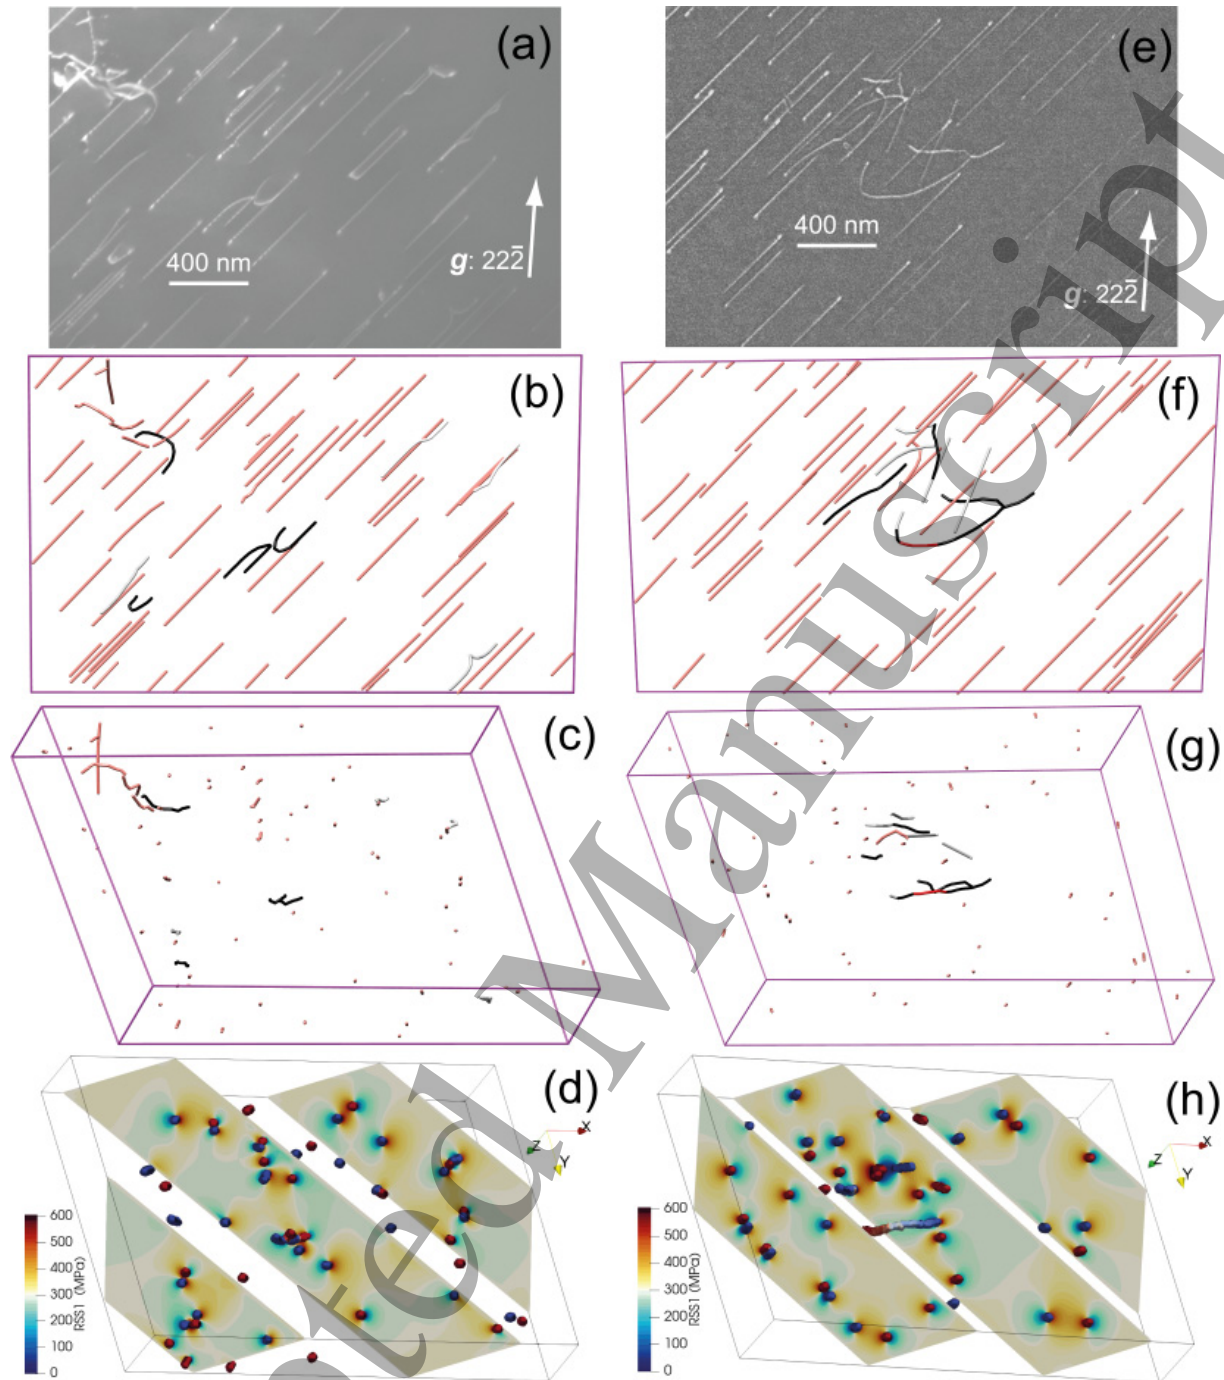 (a)
400 nm
g: 222̅
(e)
400 nm
g: 222̅
(b)
(f)
(c)
(g)
(d)
X
Y
Z
600
500
400
300
200
100
0
RSS1 (MPa)
(h)
X
Y
Z
600
500
400
300
200
100
0
RSS1 (MPa)
pted Manuscript